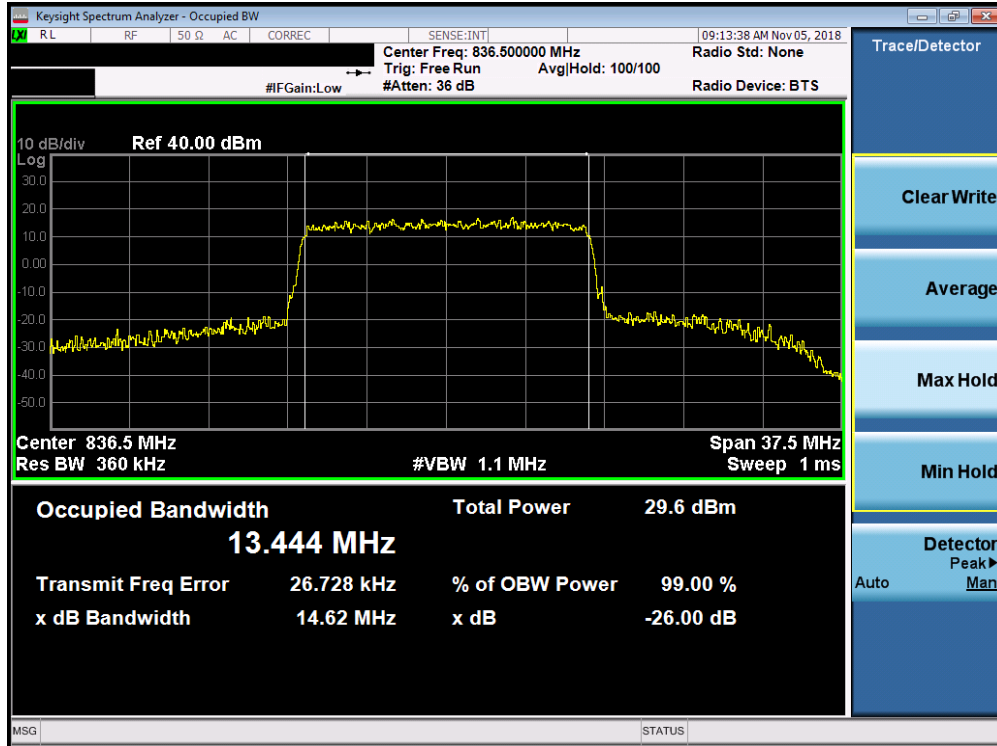 Keysight Spectrum Analyzer - Occupied BW
LXI RL RF 50 Ω AC CORREC SENSE:INT 09:13:38 AM Nov 05, 2018
Center Freq: 836.500000 MHz Radio Std: None
Trig: Free Run Avg|Hold: 100/100
#IFGain:Low #Atten: 36 dB Radio Device: BTS
10 dB/div Ref 40.00 dBm
Log
30.0
20.0
10.0
0.00
-10.0
-20.0
-30.0
-40.0
-50.0
Center 836.5 MHz Span 37.5 MHz
Res BW 360 kHz #VBW 1.1 MHz Sweep 1 ms
Occupied Bandwidth Total Power 29.6 dBm
13.444 MHz
Transmit Freq Error 26.728 kHz % of OBW Power 99.00 %
x dB Bandwidth 14.62 MHz x dB -26.00 dB
MSG STATUS
Trace/Detector
Clear Write
Average
Max Hold
Min Hold
Detector
Peak▶
Auto Man